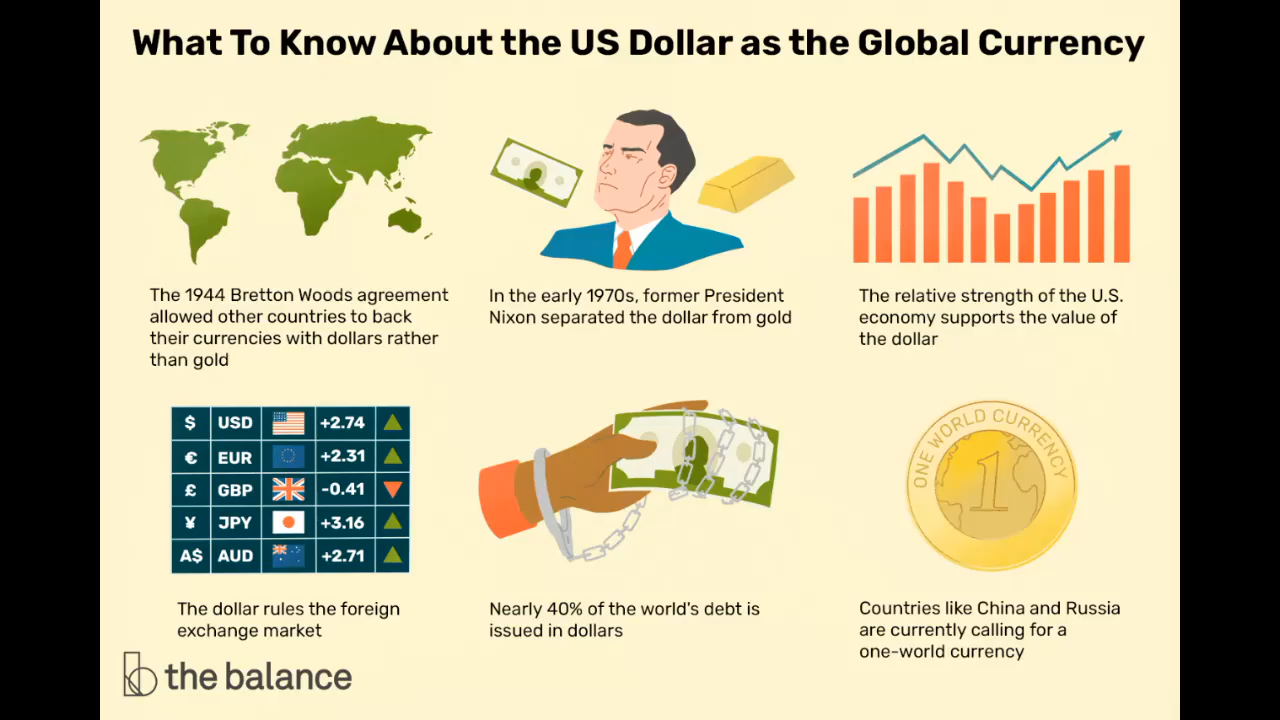 What To Know About the US Dollar as the Global Currency
The 1944 Bretton Woods agreement
allowed other countries to back
their currencies with dollars rather
than gold
In the early 1970s, former President
Nixon separated the dollar from gold
The relative strength of the U.S.
economy supports the value of
the dollar
$ USD +2.74
€ EUR +2.31
£ GBP -0.41
¥ JPY +3.16
A$ AUD +2.71
The dollar rules the foreign
exchange market
Nearly 40% of the world's debt is
issued in dollars
ONE WORLD CURRENCY
1
Countries like China and Russia
are currently calling for a
one-world currency
the balance